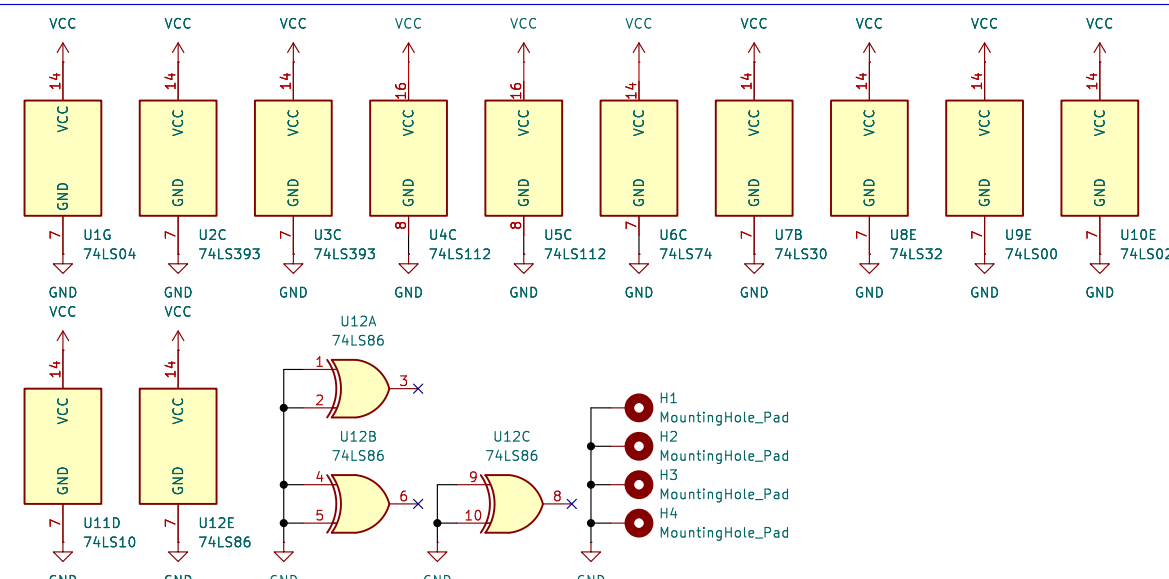 VCC VCC VCC VCC VCC VCC VCC VCC VCC VCC
14 14 14 16 16 14 14 14 14 14
VCC VCC VCC VCC VCC VCC VCC VCC VCC VCC
GND GND GND GND GND GND GND GND GND GND
7 7 7 8 8 7 7 7 7 7
U1G U2C U3C U4C U5C U6C U7B U8E U9E U10E
74LS04 74LS393 74LS393 74LS112 74LS112 74LS74 74LS30 74LS32 74LS00 74LS02
GND GND GND GND GND GND GND GND GND GND
VCC VCC
14 14
VCC VCC
GND GND
7 7
U11D U12E
74LS10 74LS86
GND GND
U12A
74LS86
1
2
3
U12B
74LS86
4
5
6
GND
U12C
74LS86
9
10
8
GND
H1
MountingHole_Pad
H2
MountingHole_Pad
H3
MountingHole_Pad
H4
MountingHole_Pad
GND